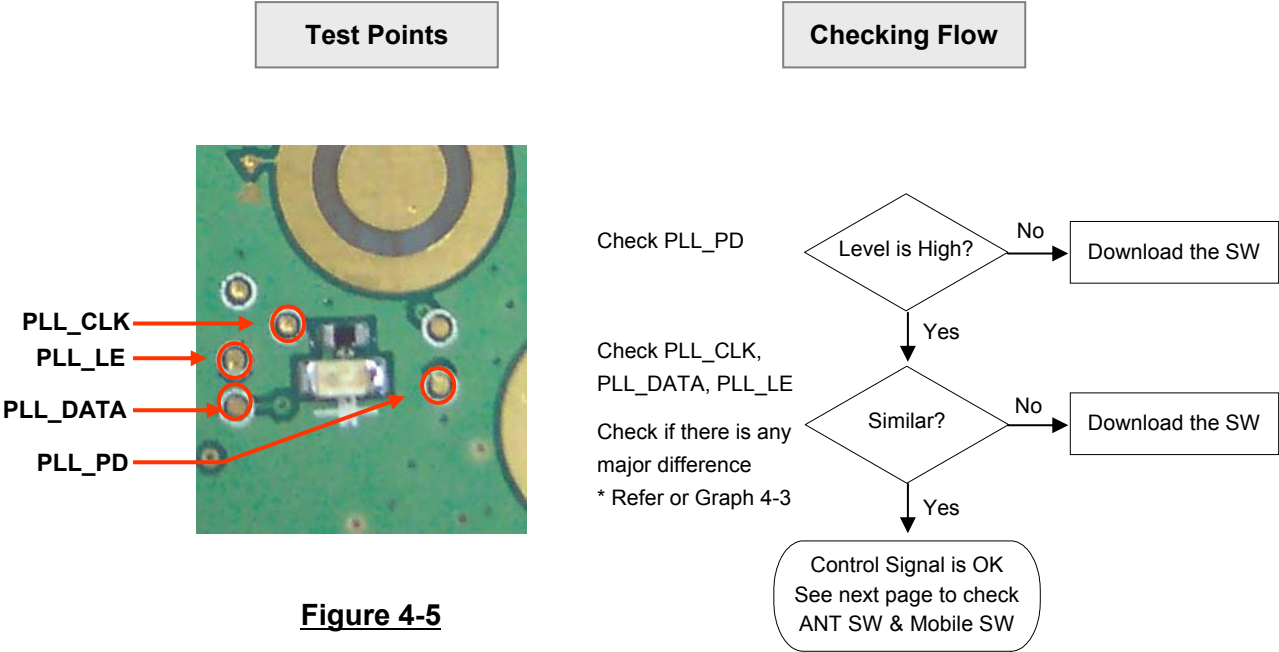 Test Points
Checking Flow
PLL_CLK
PLL_LE
PLL_DATA
PLL_PD
Figure 4-5
Check PLL_PD
Level is High?
No
Download the SW
Yes
Check PLL_CLK,
PLL_DATA, PLL_LE
Check if there is any
major difference
* Refer or Graph 4-3
Similar?
No
Download the SW
Yes
Control Signal is OK
See next page to check
ANT SW & Mobile SW